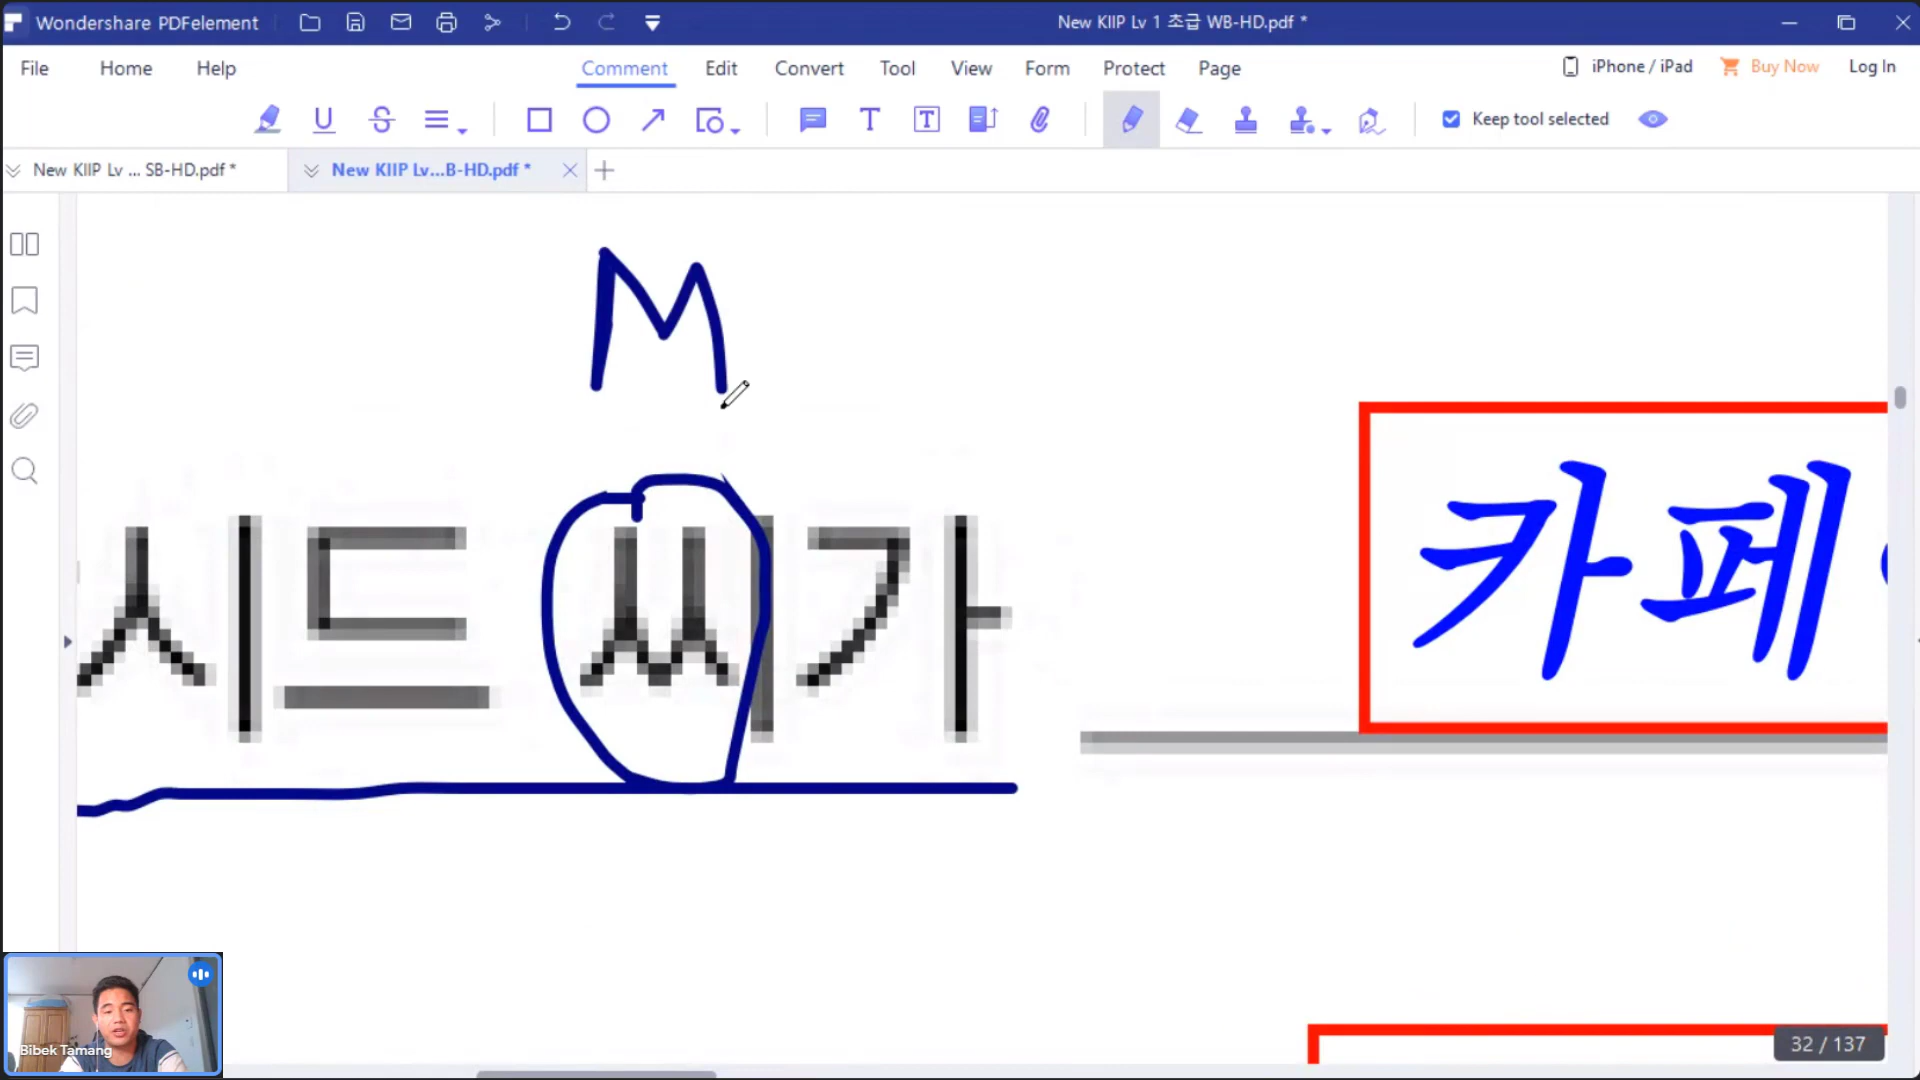 Wondershare PDFelement
New KIIP Lv 1 초급 WB-HD.pdf *
File Home Help Comment Edit Convert Tool View Form Protect Page iPhone / iPad Buy Now Log In
Keep tool selected
New KIIP Lv ... SB-HD.pdf *
New KIIP Lv...B-HD.pdf *
M
시드 씨가
카페
Bibek Tamang
32 / 137